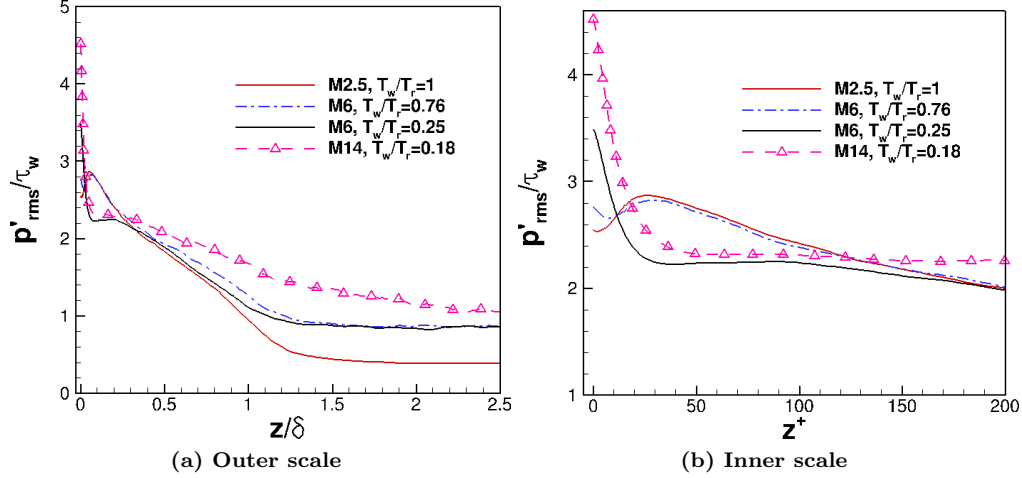 5
4
3
2
1
0
p'rms/τw
M2.5, Tw/Tr=1
M6, Tw/Tr=0.76
M6, Tw/Tr=0.25
M14, Tw/Tr=0.18
0 0.5 1 1.5 2 2.5
z/δ
(a) Outer scale
4
3
2
1
p'rms/τw
M2.5, Tw/Tr=1
M6, Tw/Tr=0.76
M6, Tw/Tr=0.25
M14, Tw/Tr=0.18
0 50 100 150 200
z+
(b) Inner scale